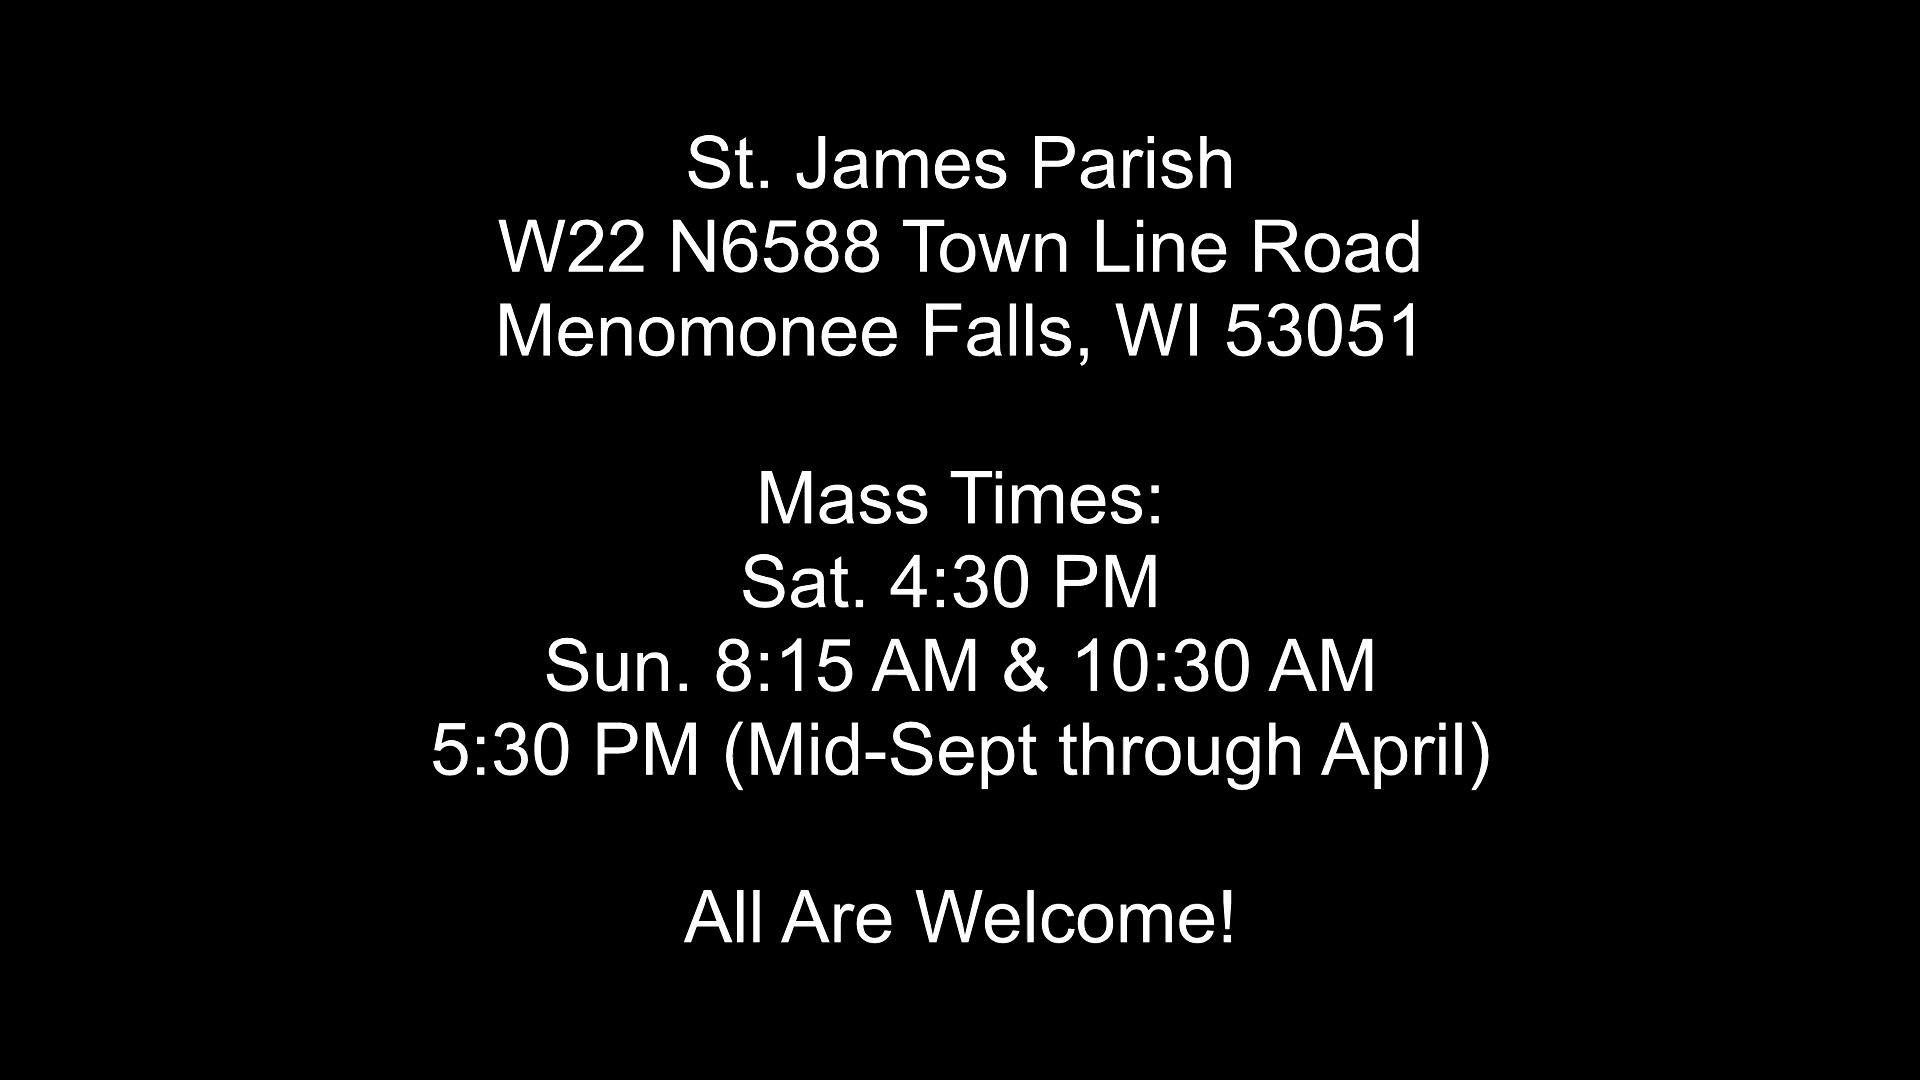 St. James Parish
W22 N6588 Town Line Road
Menomonee Falls, WI 53051
Mass Times:
Sat. 4:30 PM
Sun. 8:15 AM & 10:30 AM
5:30 PM (Mid-Sept through April)
All Are Welcome!